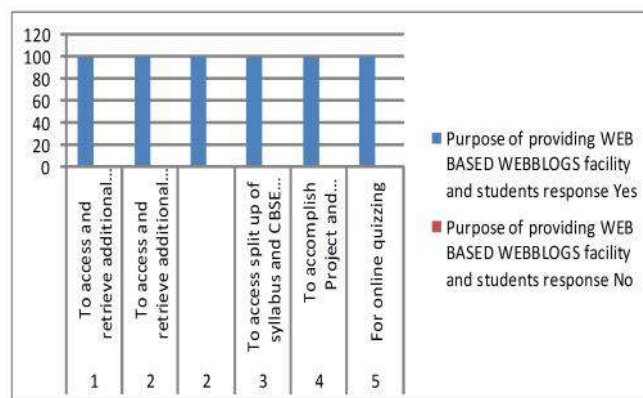 120
100
80
60
40
20
0
To access and
retrieve additional...
To access and
retrieve additional...
To access split up of
syllabus and CBSE...
To accomplish
Project and...
For online quizzing
1
2
2
3
4
5
Purpose of providing WEB
BASED WEBBLOGS facility
and students response Yes
Purpose of providing WEB
BASED WEBBLOGS facility
and students response No